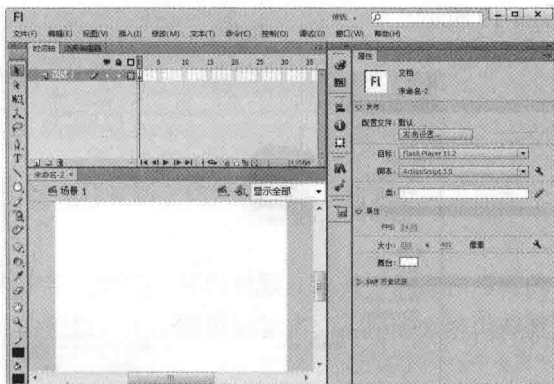 Fl
传统
文件(F) 编辑(E) 视图(V) 插入(I) 修改(M) 文本(T) 命令(C) 控制(O) 调试(D) 窗口(W) 帮助(H)
时间轴 动画编辑器
5 10 15 20 25 30 35
未命名-2 ×
场景 1
显示全部
属性
Fl
文档
未命名-2
发布
配置文件: 默认
发布设置...
目标: Flash Player 11.2
脚本: ActionScript 3.0
类:
属性
FPS: 24.00
大小: 550 x 400 像素
舞台:
SWF 历史记录